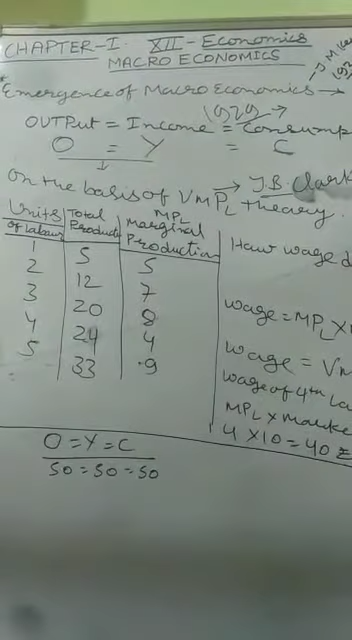 CHAPTER-I XII - Economics
MACRO ECONOMICS
Emergence of Macro Economics →
1929 →
OUTPut = Income = Consump
O = Y = C
On the basis of VMPL theory. → J.B. Clark
Units of labour | Total Product | MPL Marginal Production
1 | 5 | 5
2 | 12 | 7
3 | 20 | 8
4 | 24 | 4
5 | 33 | 9
Haw wage d
wage = MPL X
wage = VM
wage of 4th La
MPL X Marke
4 X 10 = 40
O = Y = C
50 = 50 = 50